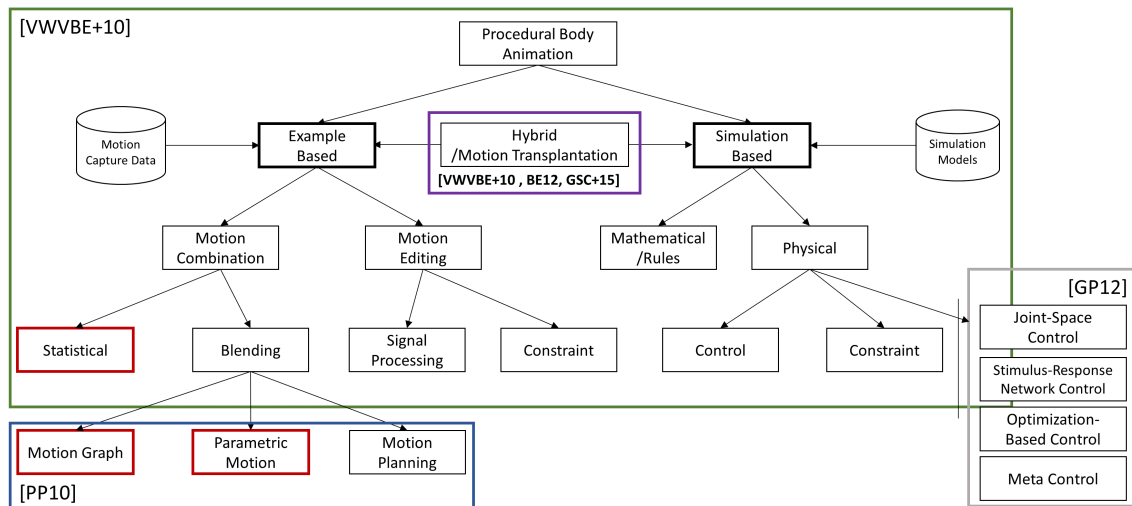 [VWVBE+10]
Procedural Body
Animation
Motion
Capture Data
Example
Based
Hybrid
/Motion Transplantation
[VWVBE+10 , BE12, GSC+15]
Simulation
Based
Simulation
Models
Motion
Combination
Motion
Editing
Mathematical
/Rules
Physical
[GP12]
Statistical
Blending
Signal
Processing
Constraint
Control
Constraint
Joint-Space
Control
Stimulus-Response
Network Control
Optimization-
Based Control
Meta Control
Motion Graph
Parametric
Motion
Motion
Planning
[PP10]